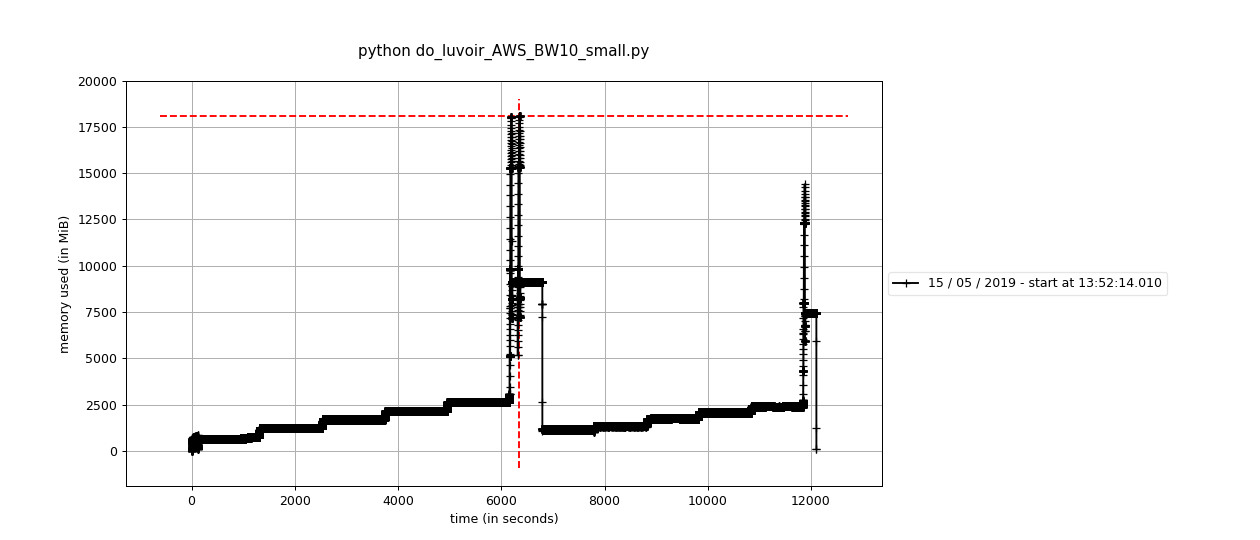 python do_luvoir_AWS_BW10_small.py
20000
17500
15000
12500
10000
7500
5000
2500
0
memory used (in MiB)
0 2000 4000 6000 8000 10000 12000
time (in seconds)
15 / 05 / 2019 - start at 13:52:14.010